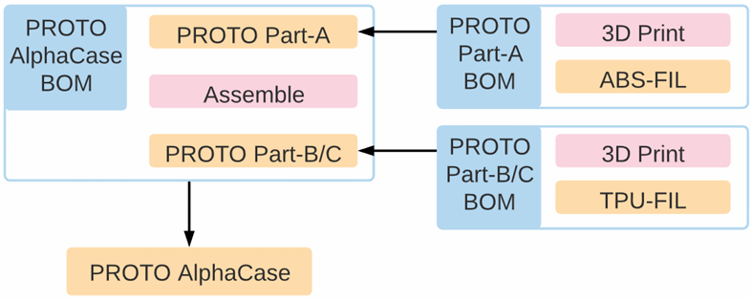 PROTO
AlphaCase
BOM
PROTO Part-A
Assemble
PROTO Part-B/C
PROTO
Part-A
BOM
3D Print
ABS-FIL
PROTO
Part-B/C
BOM
3D Print
TPU-FIL
PROTO AlphaCase